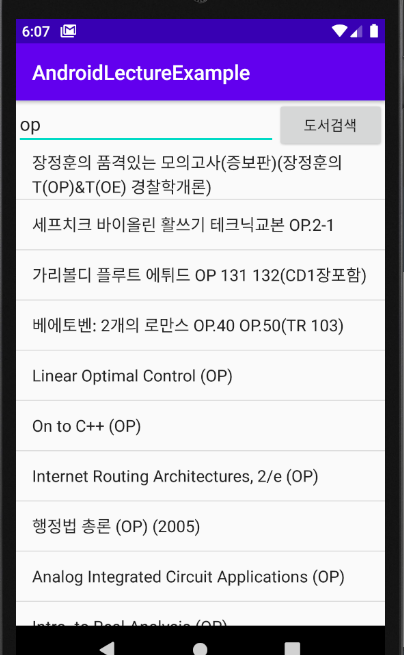 6:07
AndroidLectureExample
op
도서검색
장정훈의 품격있는 모의고사(증보판)(장정훈의
T(OP)&T(OE) 경찰학개론)
세프치크 바이올린 활쓰기 테크닉교본 OP.2-1
가리볼디 플루트 에튀드 OP 131 132(CD1장포함)
베에토벤: 2개의 로만스 OP.40 OP.50(TR 103)
Linear Optimal Control (OP)
On to C++ (OP)
Internet Routing Architectures, 2/e (OP)
행정법 총론 (OP) (2005)
Analog Integrated Circuit Applications (OP)
Intro. to Real Analysis (OP)